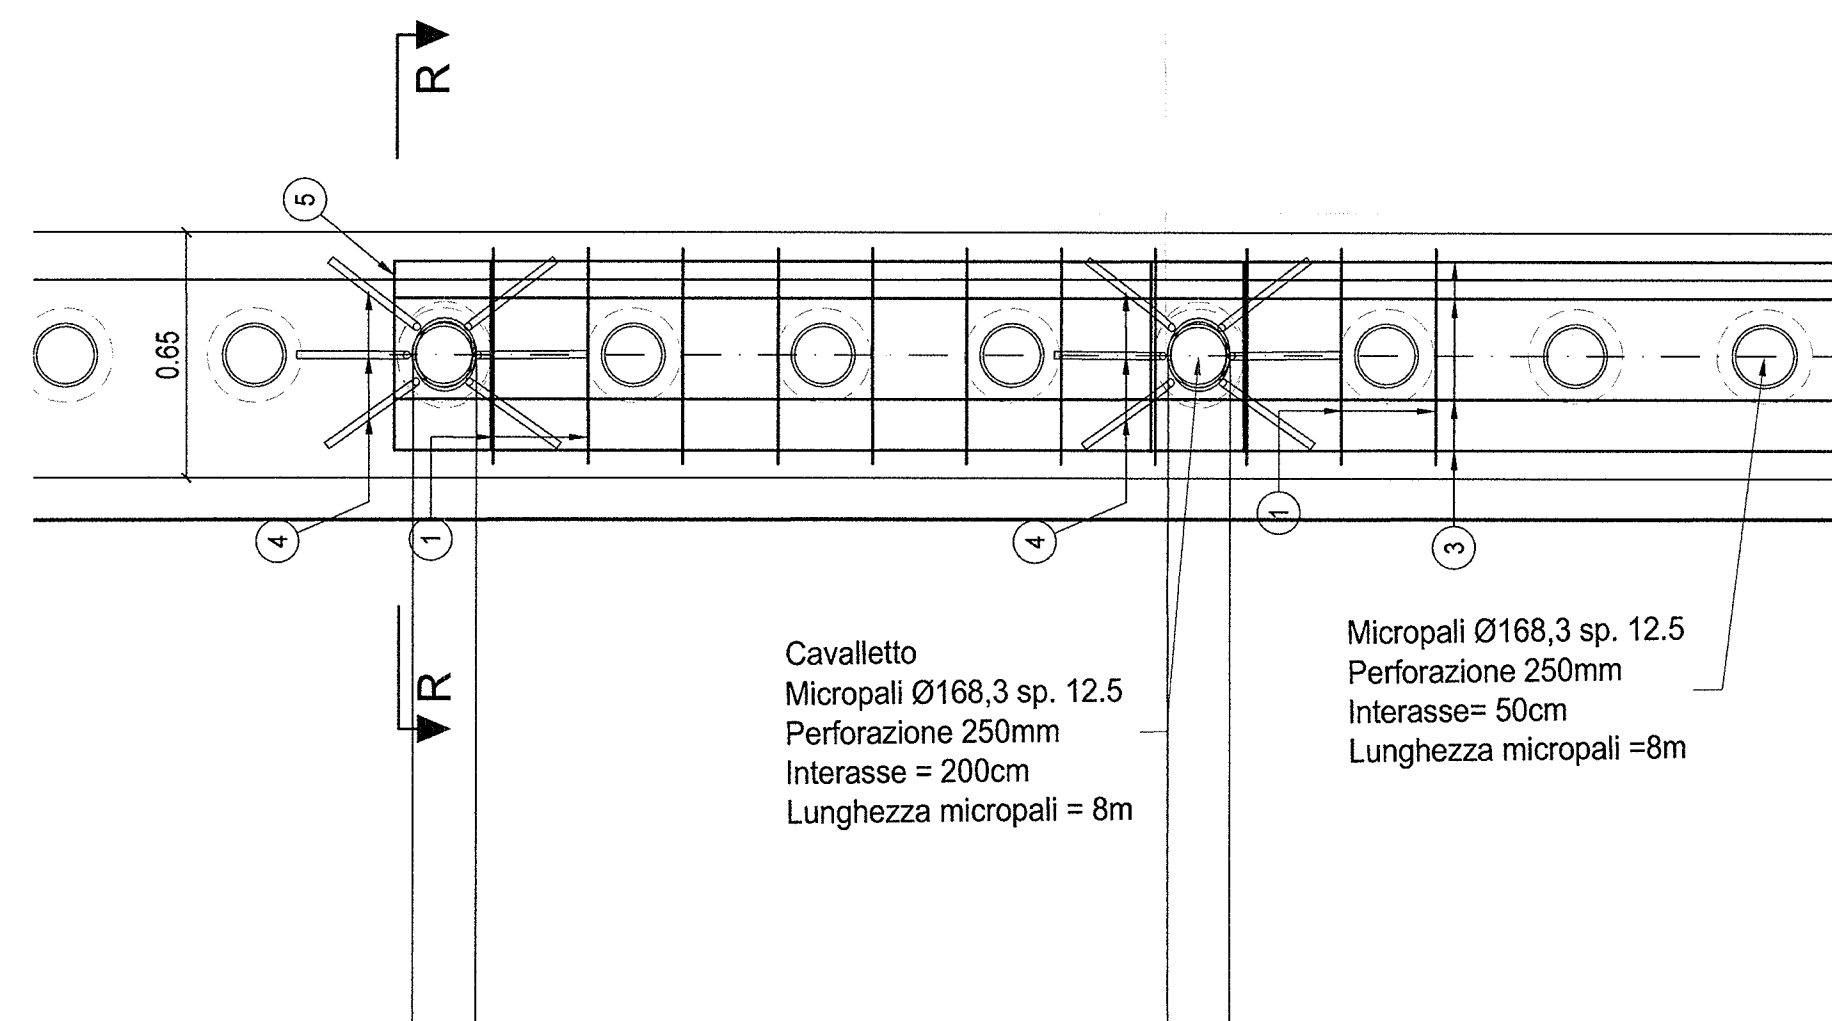 R
5
0.65
4
1
4
1
3
R
Cavalletto
Micropali Ø168,3 sp. 12.5
Perforazione 250mm
Interasse = 200cm
Lunghezza micropali = 8m
Micropali Ø168,3 sp. 12.5
Perforazione 250mm
Interasse= 50cm
Lunghezza micropali =8m